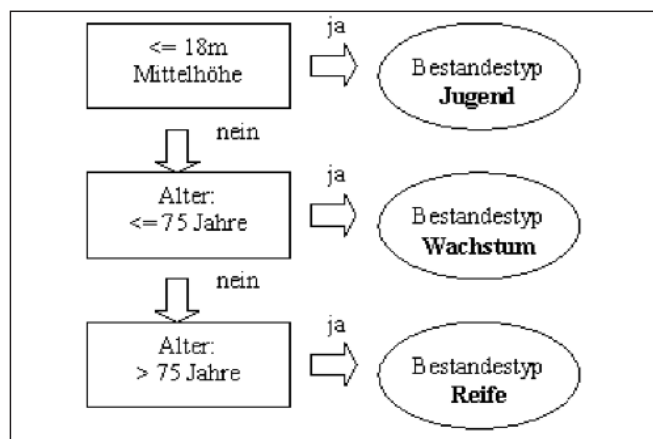 <= 18m
Mittelhöhe
ja
Bestandestyp
Jugend
nein
Alter:
<=75 Jahre
ja
Bestandestyp
Wachstum
nein
Alter:
> 75 Jahre
ja
Bestandestyp
Reife